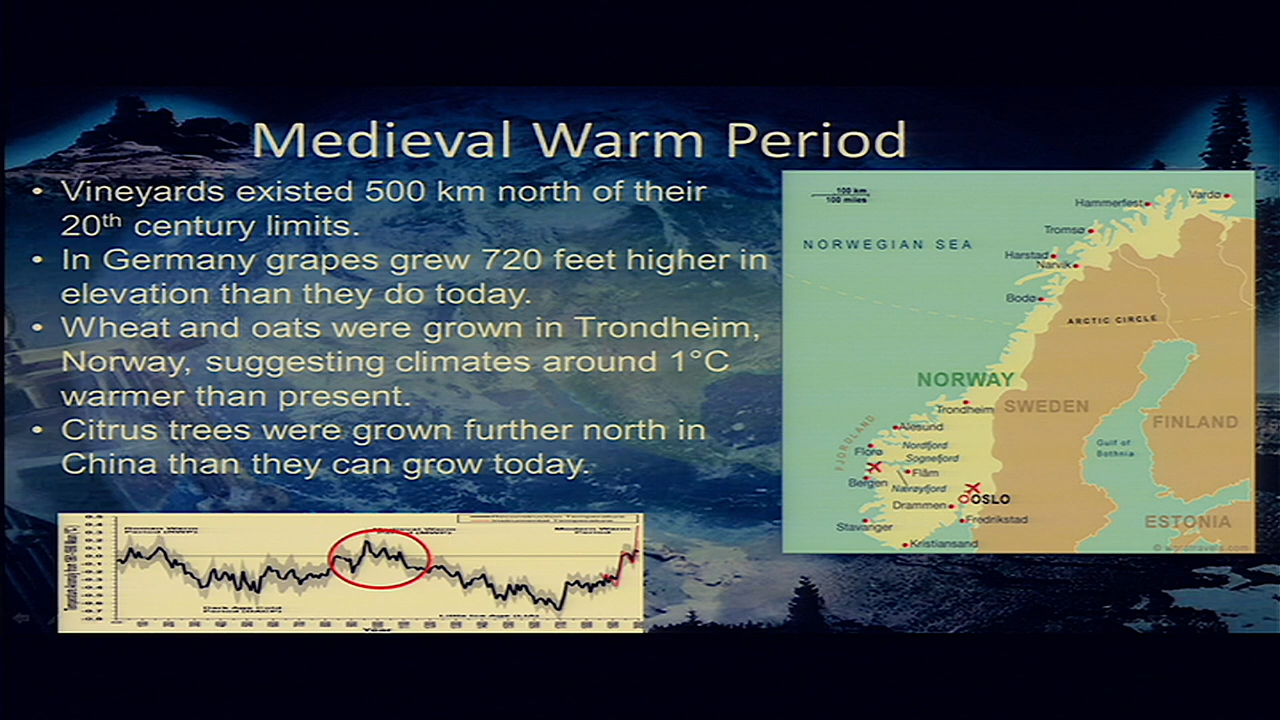 Medieval Warm Period
• Vineyards existed 500 km north of their
20th century limits.
• In Germany grapes grew 720 feet higher in
elevation than they do today.
• Wheat and oats were grown in Trondheim,
Norway, suggesting climates around 1°C
warmer than present.
• Citrus trees were grown further north in
China than they can grow today.
100 km
100 miles
NORWEGIAN SEA
Hammerfest
Vardø
Tromsø
Harstad
Narvik
Bodø
ARCTIC CIRCLE
NORWAY
Trondheim
SWEDEN
FINLAND
Alesund
FJORDLAND
Nordfjord
Florø
Sognefjord
Flåm
Bergen
Nærøyfjord
Gulf of
Bothnia
OSLO
Drammen
Stavanger
Fredrikstad
Kristiansand
ESTONIA
Year